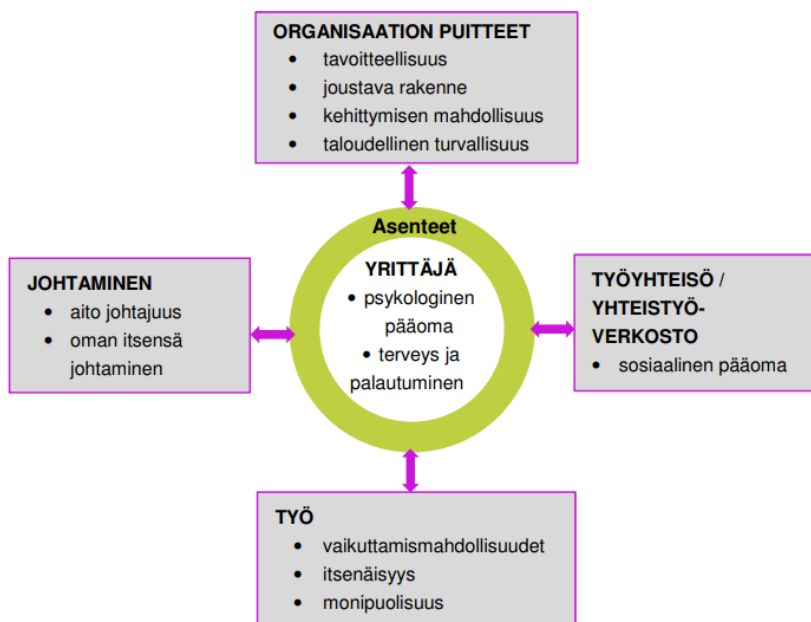 ORGANISAATION PUITTEET
• tavoitteellisuus
• joustava rakenne
• kehittymisen mahdollisuus
• taloudellinen turvallisuus
Asenteet
YRITTÄJÄ
• psykologinen
pääoma
• terveys ja
palautuminen
JOHTAMINEN
• aito johtajuus
• oman itsensä
johtaminen
TYÖYHTEISÖ /
YHTEISTYÖ-
VERKOSTO
• sosiaalinen pääoma
TYÖ
• vaikuttamismahdollisuudet
• itsenäisyys
• monipuolisuus